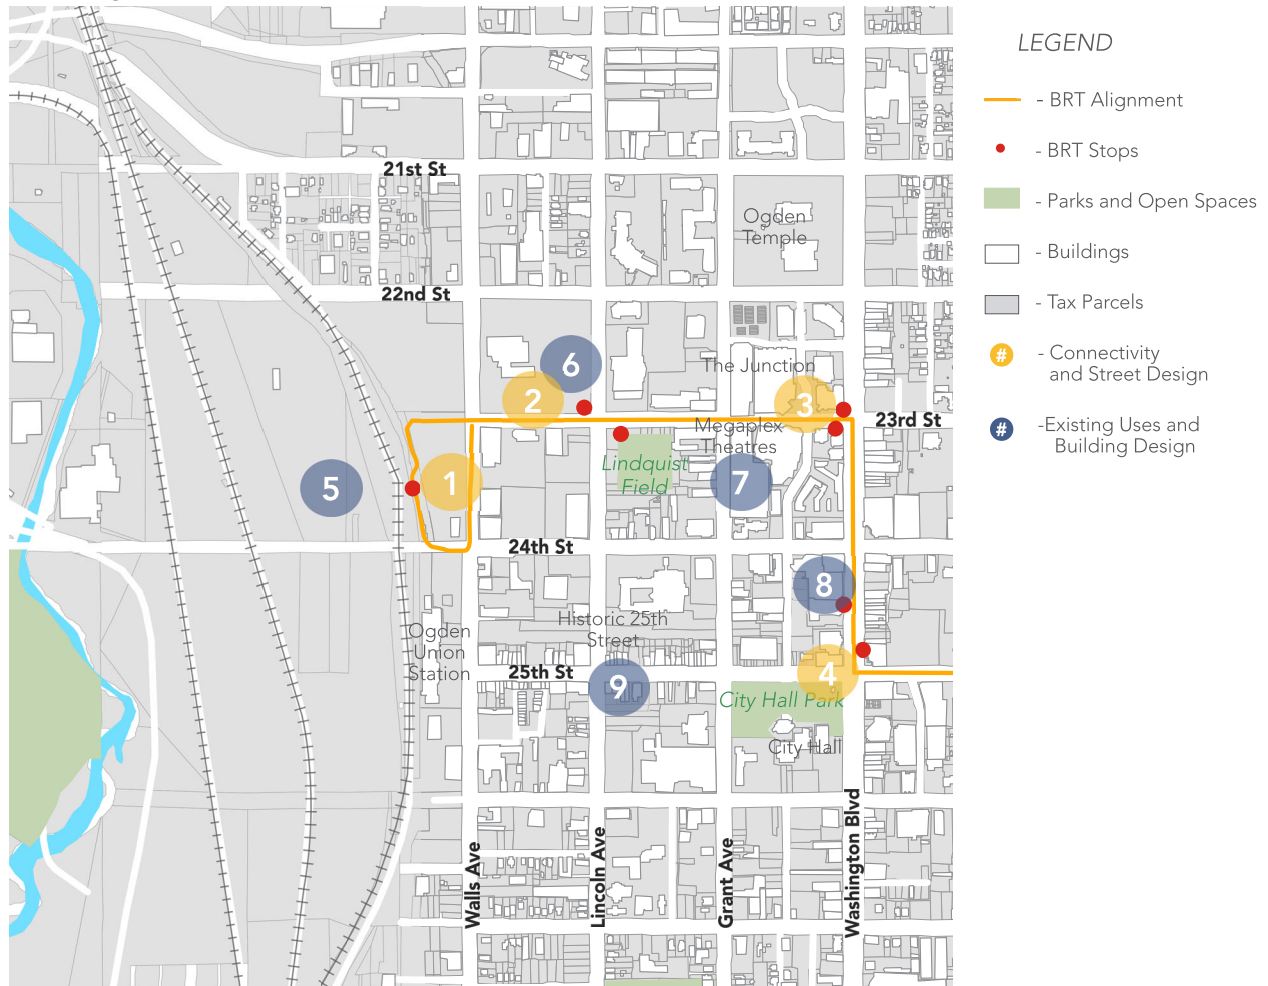 LEGEND
- BRT Alignment
- BRT Stops
- Parks and Open Spaces
- Buildings
- Tax Parcels
#
- Connectivity
and Street Design
#
-Existing Uses and
Building Design
21st St
Ogden
Temple
22nd St
6
The Junction
2
3
23rd St
Megaplex
Theatres
Lindquist
Field
5
1
7
24th St
8
Historic 25th
Street
Ogden
Union
Station
25th St
4
9
City Hall Park
City Hall
Walls Ave
Lincoln Ave
Grant Ave
Washington Blvd